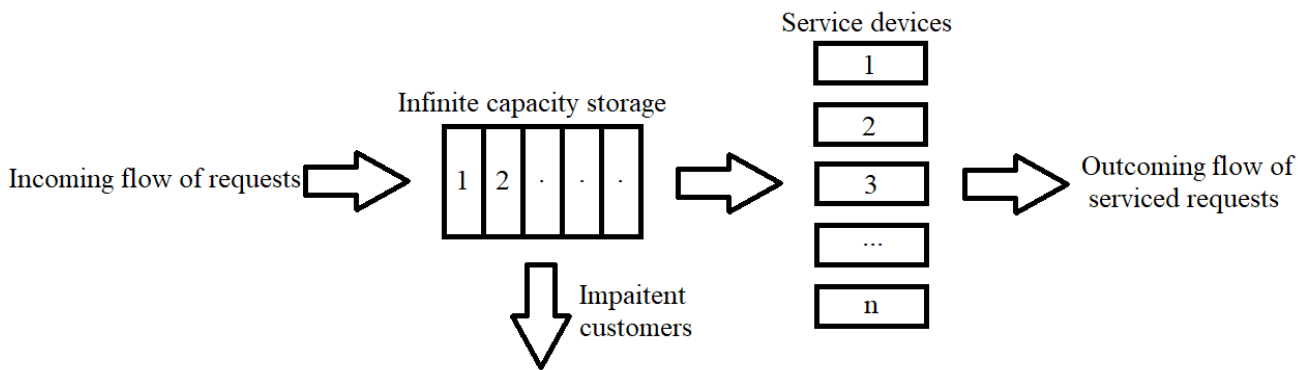 Service devices
1
Infinite capacity storage
2
Incoming flow of requests
1 2 . . .
3
Outcoming flow of
serviced requests
...
Impaitent
customers
n